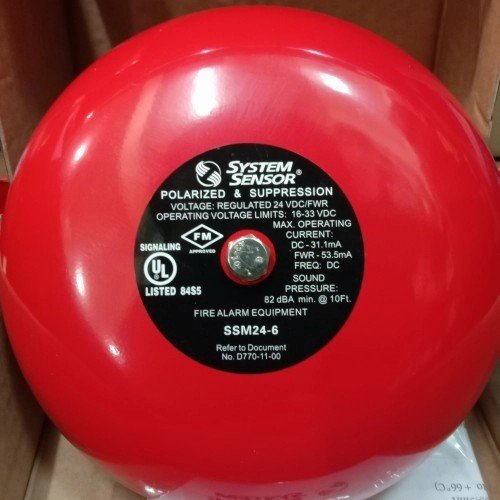 SYSTEM
SENSOR®
POLARIZED & SUPPRESSION
VOLTAGE: REGULATED 24 VDC/FWR
OPERATING VOLTAGE LIMITS: 16-33 VDC
MAX. OPERATING
CURRENT:
DC - 31.1mA
FWR - 53.5mA
FREQ: DC
SOUND
PRESSURE:
82 dBA min. @ 10Ft.
FM
APPROVED
SIGNALING
UL
LISTED 84S5
FIRE ALARM EQUIPMENT
SSM24-6
Refer to Document
No. D770-11-00